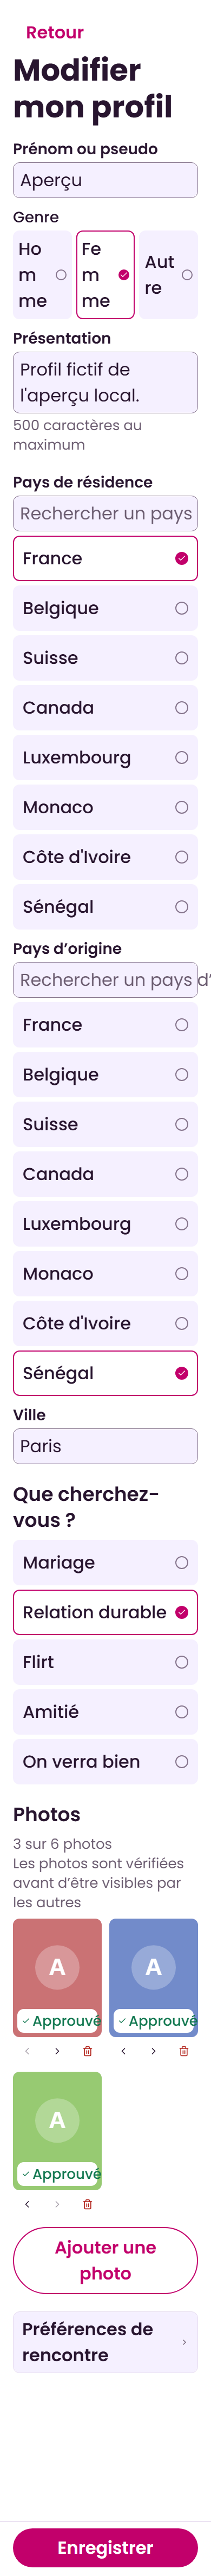 Retour
Modifier
mon profil
Prénom ou pseudo
Aperçu
Genre
Ho
m
me
Fe
m
me
Aut
re
Présentation
Profil fictif de
l'aperçu local.
500 caractères au
maximum
Pays de résidence
Rechercher un pays
France
Belgique
Suisse
Canada
Luxembourg
Monaco
Côte d'Ivoire
Sénégal
Pays d’origine
Rechercher un pays d’
France
Belgique
Suisse
Canada
Luxembourg
Monaco
Côte d'Ivoire
Sénégal
Ville
Paris
Que cherchez-
vous ?
Mariage
Relation durable
Flirt
Amitié
On verra bien
Photos
3 sur 6 photos
Les photos sont vérifiées
avant d’être visibles par
les autres
A
Approuvé
A
Approuvé
A
Approuvé
Ajouter une
photo
Préférences de
rencontre
Enregistrer